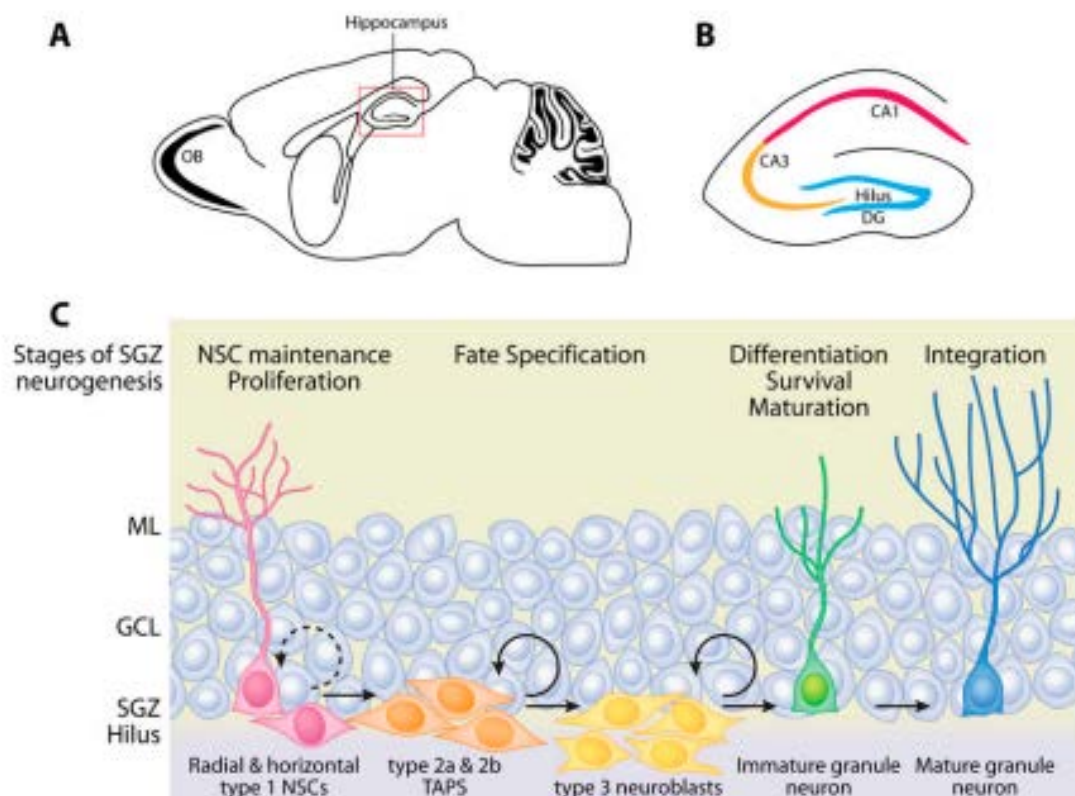 A
Hippocampus
OB
B
CA1
CA3
Hilus
DG
C
Stages of SGZ
neurogenesis
NSC maintenance
Proliferation
Fate Specification
Differentiation
Survival
Maturation
Integration
ML
GCL
SGZ
Hilus
Radial & horizontal
type 1 NSCs
type 2a & 2b
TAPS
type 3 neuroblasts
Immature granule
neuron
Mature granule
neuron